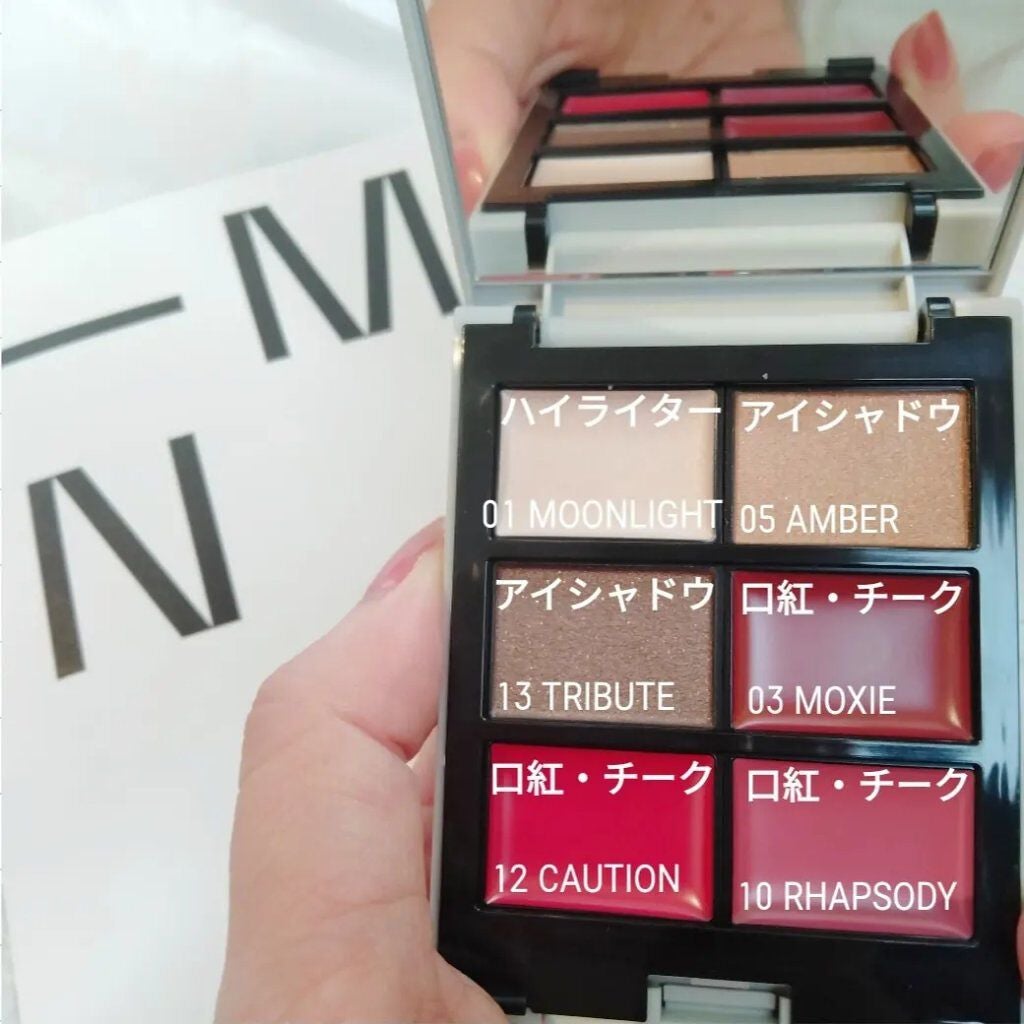 M
N
ハイライター
アイシャドウ
01 MOONLIGHT
05 AMBER
アイシャドウ
口紅・チーク
13 TRIBUTE
03 MOXIE
口紅・チーク
口紅・チーク
12 CAUTION
10 RHAPSODY